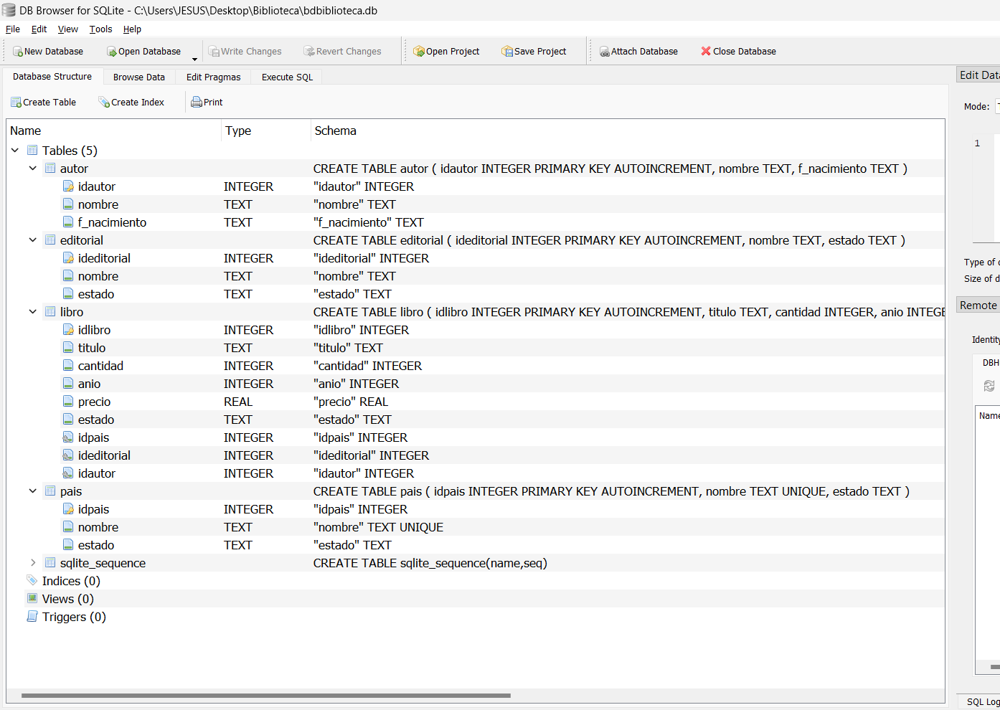 DB Browser for SQLite - C:\Users\JESUS\Desktop\Biblioteca\bdbiblioteca.db
File Edit View Tools Help
New Database Open Database Write Changes Revert Changes Open Project Save Project Attach Database Close Database
Database Structure Browse Data Edit Pragmas Execute SQL
Create Table Create Index Print
Name Type Schema
Tables (5)
autor CREATE TABLE autor ( idautor INTEGER PRIMARY KEY AUTOINCREMENT, nombre TEXT, f_nacimiento TEXT )
idautor INTEGER "idautor" INTEGER
nombre TEXT "nombre" TEXT
f_nacimiento TEXT "f_nacimiento" TEXT
editorial CREATE TABLE editorial ( ideditorial INTEGER PRIMARY KEY AUTOINCREMENT, nombre TEXT, estado TEXT )
ideditorial INTEGER "ideditorial" INTEGER
nombre TEXT "nombre" TEXT
estado TEXT "estado" TEXT
libro CREATE TABLE libro ( idlibro INTEGER PRIMARY KEY AUTOINCREMENT, titulo TEXT, cantidad INTEGER, anio INTEGE
idlibro INTEGER "idlibro" INTEGER
titulo TEXT "titulo" TEXT
cantidad INTEGER "cantidad" INTEGER
anio INTEGER "anio" INTEGER
precio REAL "precio" REAL
estado TEXT "estado" TEXT
idpais INTEGER "idpais" INTEGER
ideditorial INTEGER "ideditorial" INTEGER
idautor INTEGER "idautor" INTEGER
pais CREATE TABLE pais ( idpais INTEGER PRIMARY KEY AUTOINCREMENT, nombre TEXT UNIQUE, estado TEXT )
idpais INTEGER "idpais" INTEGER
nombre TEXT "nombre" TEXT UNIQUE
estado TEXT "estado" TEXT
sqlite_sequence CREATE TABLE sqlite_sequence(name,seq)
Indices (0)
Views (0)
Triggers (0)
Edit Dat
Mode:
1
Type of
Size of d
Remote
Identity
DBH
Name
SQL Log